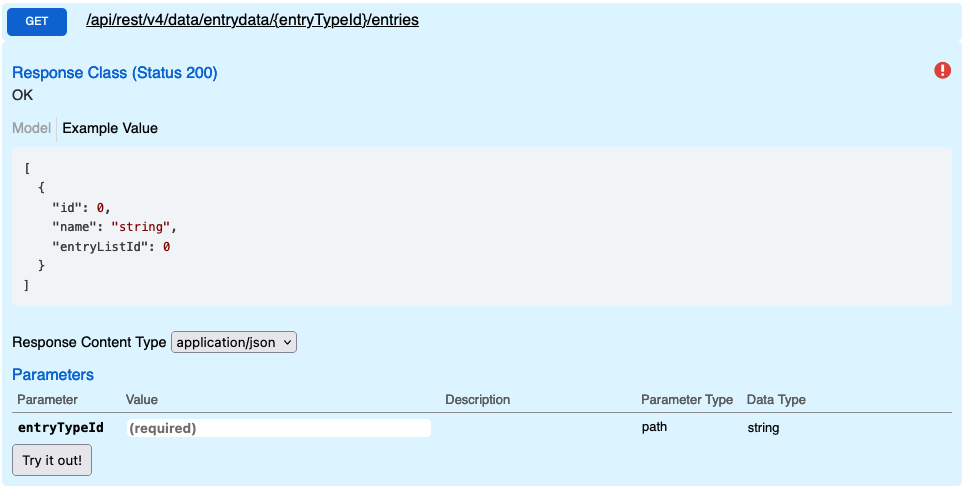 GET /api/rest/v4/data/entrydata/{entryTypeId}/entries
Response Class (Status 200)
OK
Model Example Value
[
{
"id": 0,
"name": "string",
"entryListId": 0
}
]
Response Content Type application/json
Parameters
Parameter Value Description Parameter Type Data Type
entryTypeId (required) path string
Try it out!